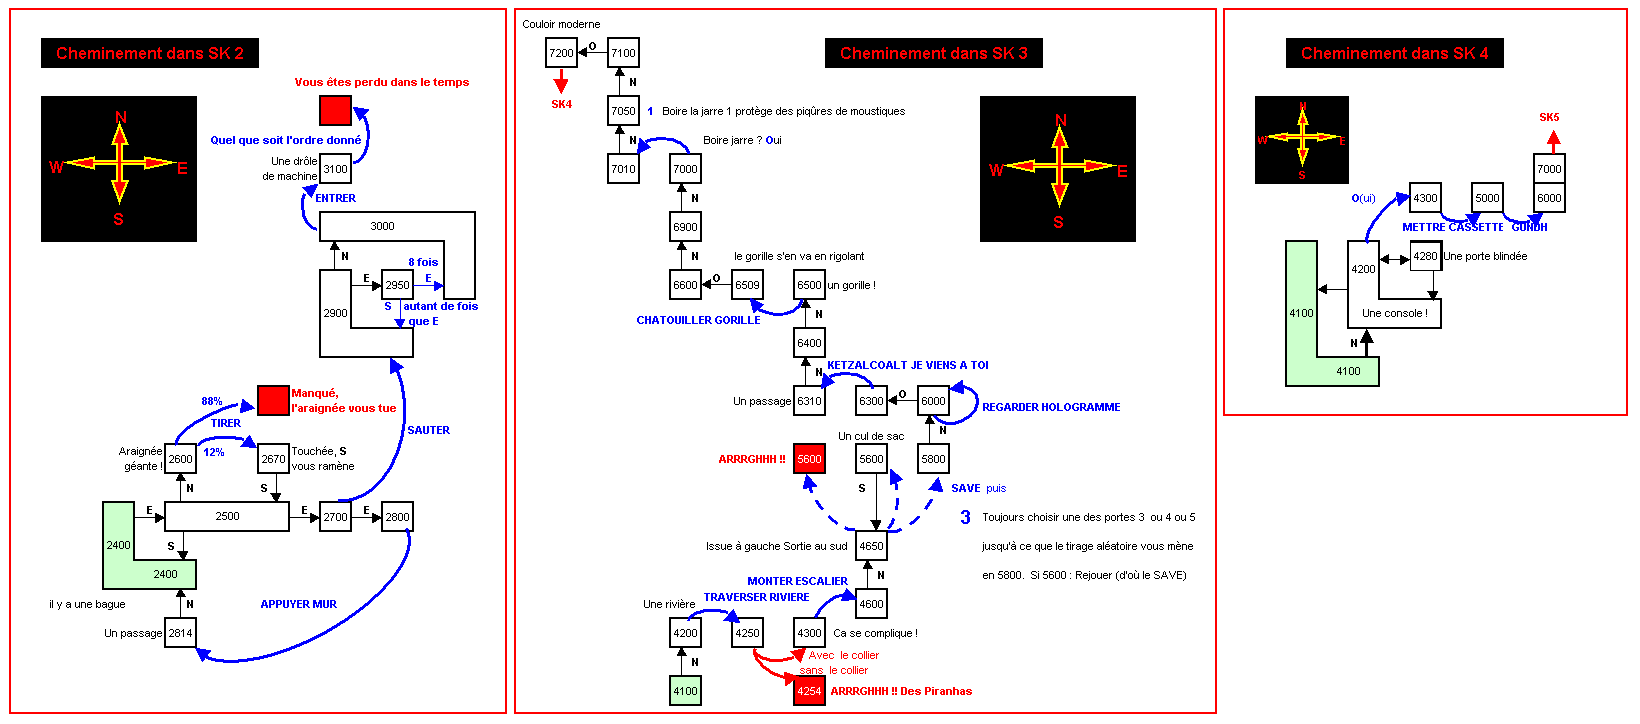 Cheminement dans SK 2
N
W
E
S
Vous êtes perdu dans le temps
Quel que soit l'ordre donné
Une drôle
de machine
3100
ENTRER
3000
N
8 fois
E
2950
E
S
autant de fois
que E
2900
Manqué,
l'araignée vous tue
88%
TIRER
SAUTER
12%
Araignée
géante !
2600
2670
Touchée, S
vous ramène
N
S
E
2500
E
2700
E
2800
2400
S
2400
il y a une bague
N
APPUYER MUR
Un passage
2814
Couloir moderne
Cheminement dans SK 3
7200
O
7100
SK4
N
7050
1 Boire la jarre 1 protège des piqûres de moustiques
N
Boire jarre ? Oui
7010
7000
N
6900
N
W
E
S
N
le gorille s'en va en rigolant
6600
O
6509
6500
un gorille !
CHATOUILLER GORILLE
N
6400
N
KETZALCOALT JE VIENS A TOI
Un passage
6310
6300
O
6000
REGARDER HOLOGRAMME
N
Un cul de sac
ARRRGHHH !!
5600
5600
5800
S
SAVE puis
3 Toujours choisir une des portes 3 ou 4 ou 5
jusqu'à ce que le tirage aléatoire vous mène
en 5800. Si 5600 : Rejouer (d'où le SAVE)
Issue à gauche Sortie au sud
4650
N
MONTER ESCALIER
TRAVERSER RIVIERE
4600
Une rivière
4200
4250
4300
Ca se complique !
N
Avec le collier
sans le collier
4100
4254
ARRRGHHH !! Des Piranhas
Cheminement dans SK 4
N
W
E
S
SK5
7000
O(ui)
4300
5000
6000
METTRE CASSETTE
GUNDH
4200
4280
Une porte blindée
4100
Une console !
N
4100